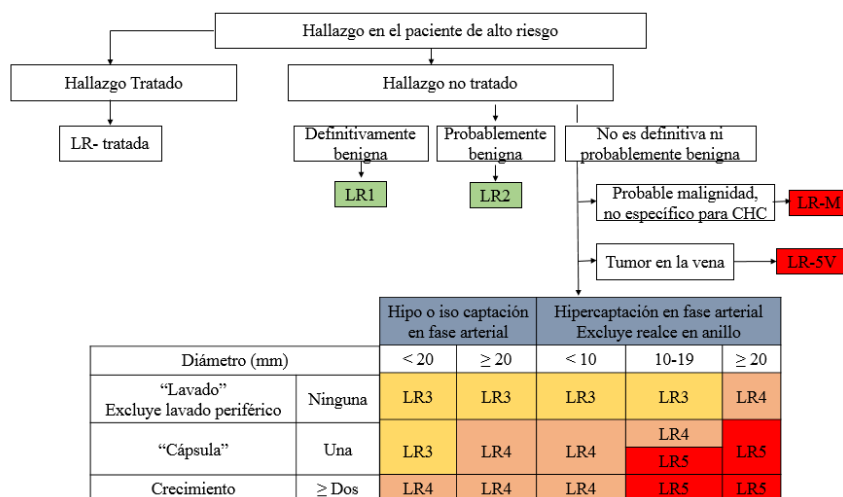 Hallazgo en el paciente de alto riesgo
Hallazgo Tratado
Hallazgo no tratado
LR- tratada
Definitivamente
benigna
Probablemente
benigna
No es definitiva ni
probablemente benigna
LR1
LR2
Probable malignidad,
no específico para CHC
LR-M
Tumor en la vena
LR-5V
Hipo o iso captación
en fase arterial
Hipercaptación en fase arterial
Excluye realce en anillo
Diámetro (mm)
< 20
≥ 20
< 10
10-19
≥ 20
“Lavado”
Excluye lavado periférico
Ninguna
LR3
LR3
LR3
LR3
LR4
“Cápsula”
Una
LR3
LR4
LR4
LR4
LR5
LR5
Crecimiento
≥ Dos
LR4
LR4
LR4
LR5
LR5